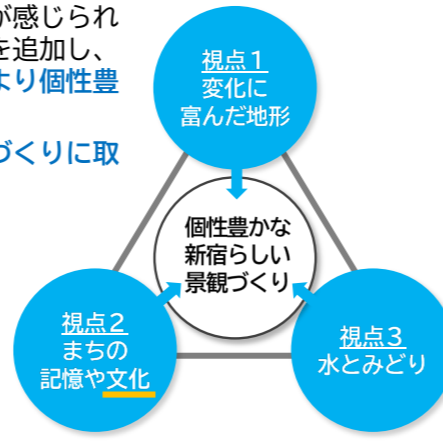 が感じられ
を追加し、
より個性豊
づくりに取
視点1
変化に
富んだ地形
個性豊かな
新宿らしい
景観づくり
視点2
まちの
記憶や文化
視点3
水とみどり